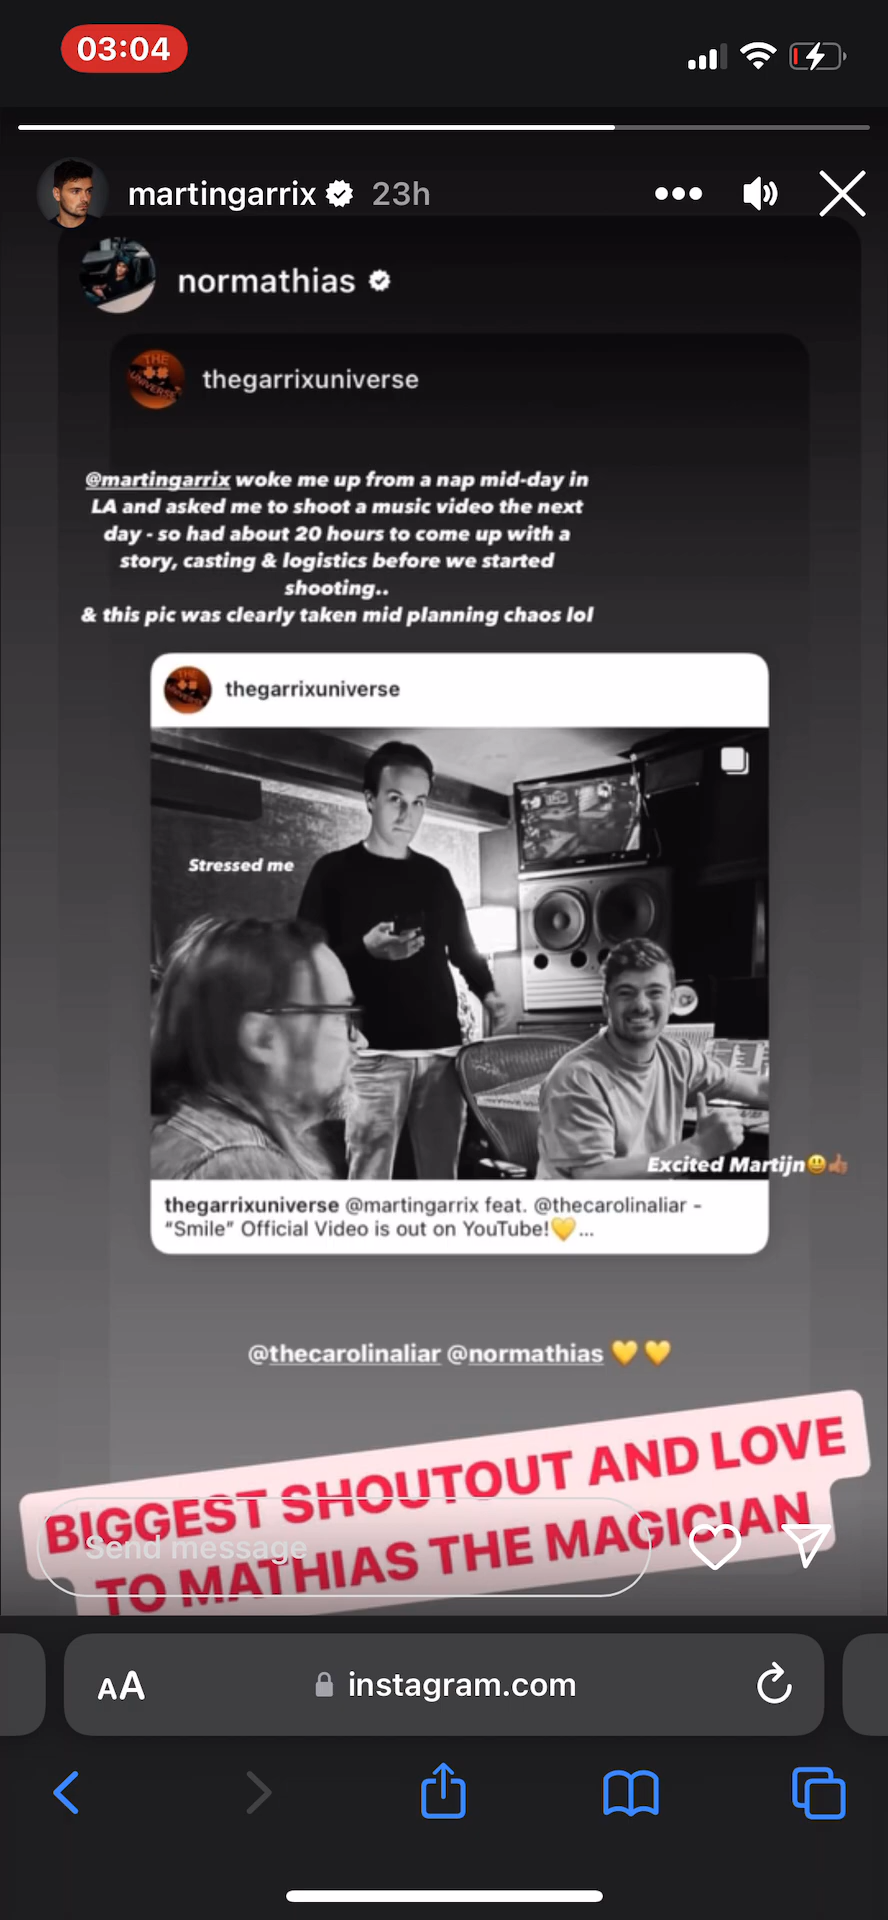 03:04
martingarrix 23h
normathias
THE
UNIVERSE
thegarrixuniverse
@martingarrix woke me up from a nap mid-day in
LA and asked me to shoot a music video the next
day - so had about 20 hours to come up with a
story, casting & logistics before we started
shooting..
& this pic was clearly taken mid planning chaos lol
thegarrixuniverse
Stressed me
Excited Martijn😃👍🏾
thegarrixuniverse @martingarrix feat. @thecarolinaliar -
“Smile” Official Video is out on YouTube!💛...
@thecarolinaliar @normathias 💛 💛
BIGGEST SHOUTOUT AND LOVE
TO MATHIAS THE MAGICIAN
Send message
AA instagram.com